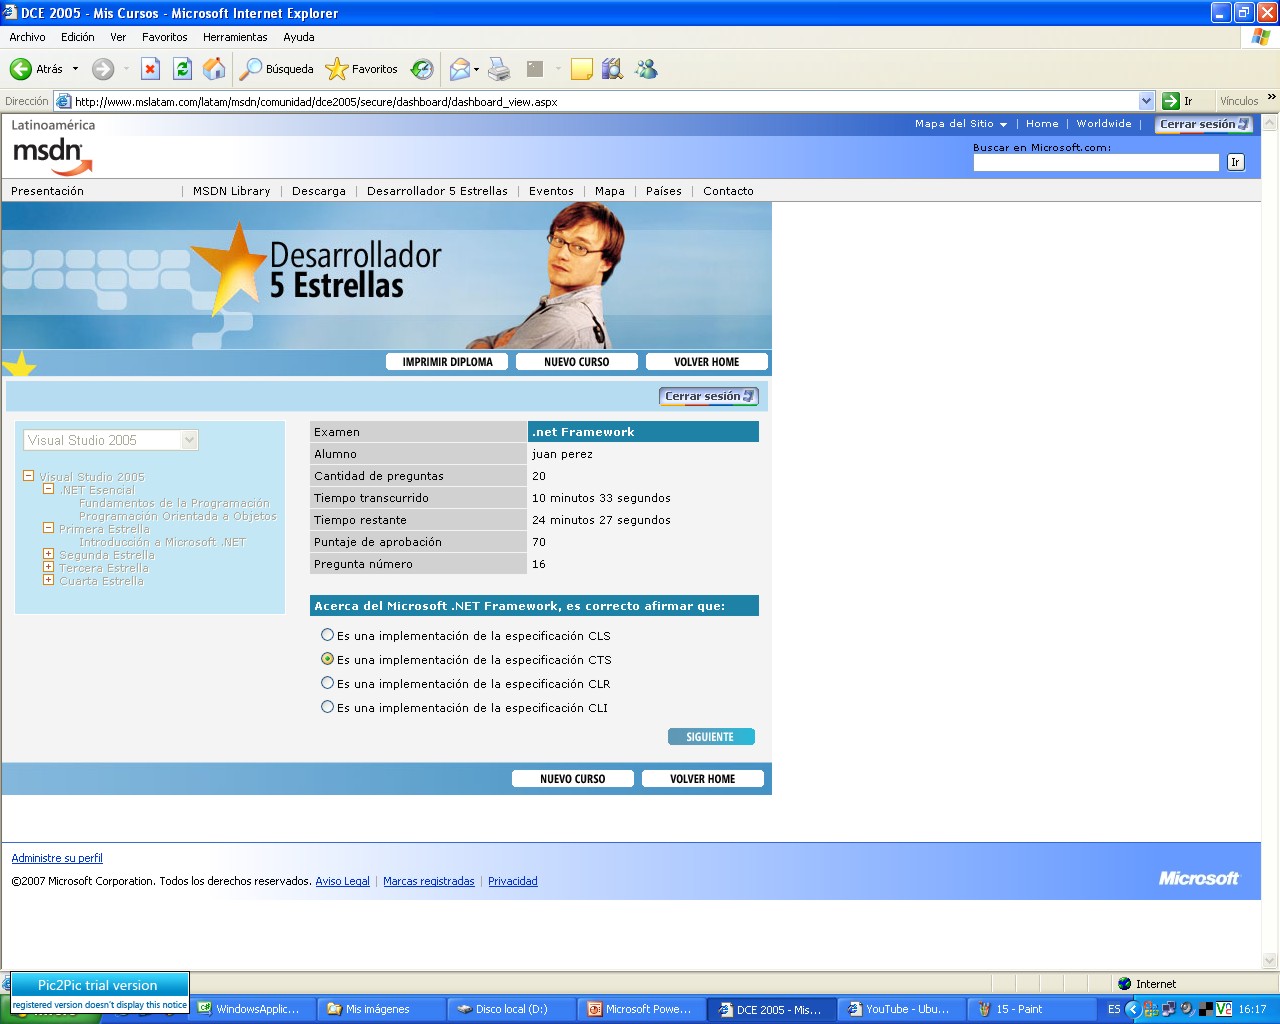 DCE 2005 - Mis Cursos - Microsoft Internet Explorer
Archivo Edición Ver Favoritos Herramientas Ayuda
Atrás Búsqueda Favoritos
Dirección http://www.mslatam.com/latam/msdn/comunidad/dce2005/secure/dashboard/dashboard_view.aspx Ir Vínculos »
Latinoamérica Mapa del Sitio | Home | Worldwide | Cerrar sesión
msdn
Buscar en Microsoft.com:
Ir
Presentación | MSDN Library | Descarga | Desarrollador 5 Estrellas | Eventos | Mapa | Países | Contacto
Desarrollador
5 Estrellas
IMPRIMIR DIPLOMA NUEVO CURSO VOLVER HOME
Cerrar sesión
Visual Studio 2005
Visual Studio 2005
.NET Esencial
Fundamentos de la Programación
Programación Orientada a Objetos
Primera Estrella
Introducción a Microsoft .NET
Segunda Estrella
Tercera Estrella
Cuarta Estrella
Examen .net Framework
Alumno juan perez
Cantidad de preguntas 20
Tiempo transcurrido 10 minutos 33 segundos
Tiempo restante 24 minutos 27 segundos
Puntaje de aprobación 70
Pregunta número 16
Acerca del Microsoft .NET Framework, es correcto afirmar que:
Es una implementación de la especificación CLS
Es una implementación de la especificación CTS
Es una implementación de la especificación CLR
Es una implementación de la especificación CLI
SIGUIENTE
NUEVO CURSO VOLVER HOME
Administre su perfil
©2007 Microsoft Corporation. Todos los derechos reservados. Aviso Legal | Marcas registradas | Privacidad
Microsoft
Pic2Pic trial version
registered version doesn't display this notice
Internet
WindowsApplic... Mis imágenes Disco local (D:) Microsoft Powe... DCE 2005 - Mis... YouTube - Ubu... 15 - Paint ES 16:17